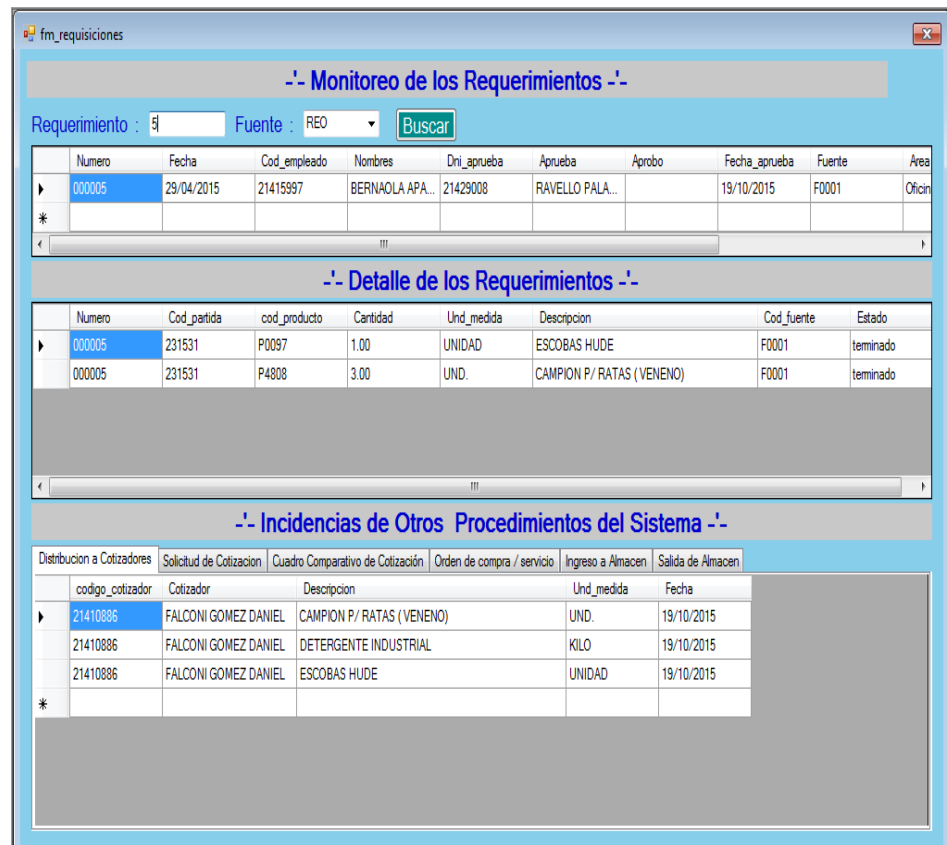 fm_requisiciones
-'- Monitoreo de los Requerimientos -'-
Requerimiento : 5 Fuente : REO Buscar
Numero Fecha Cod_empleado Nombres Dni_aprueba Aprueba Aprobo Fecha_aprueba Fuente Area
000005 29/04/2015 21415997 BERNAOLA APA... 21429008 RAVELLO PALA... 19/10/2015 F0001 Oficin
-'- Detalle de los Requerimientos -'-
Numero Cod_partida cod_producto Cantidad Und_medida Descripcion Cod_fuente Estado
000005 231531 P0097 1.00 UNIDAD ESCOBAS HUDE F0001 terminado
000005 231531 P4808 3.00 UND. CAMPION P/ RATAS ( VENENO) F0001 terminado
-'- Incidencias de Otros Procedimientos del Sistema -'-
Distribucion a Cotizadores Solicitud de Cotizacion Cuadro Comparativo de Cotización Orden de compra / servicio Ingreso a Almacen Salida de Almacen
codigo_cotizador Cotizador Descripcion Und_medida Fecha
21410886 FALCONI GOMEZ DANIEL CAMPION P/ RATAS ( VENENO) UND. 19/10/2015
21410886 FALCONI GOMEZ DANIEL DETERGENTE INDUSTRIAL KILO 19/10/2015
21410886 FALCONI GOMEZ DANIEL ESCOBAS HUDE UNIDAD 19/10/2015